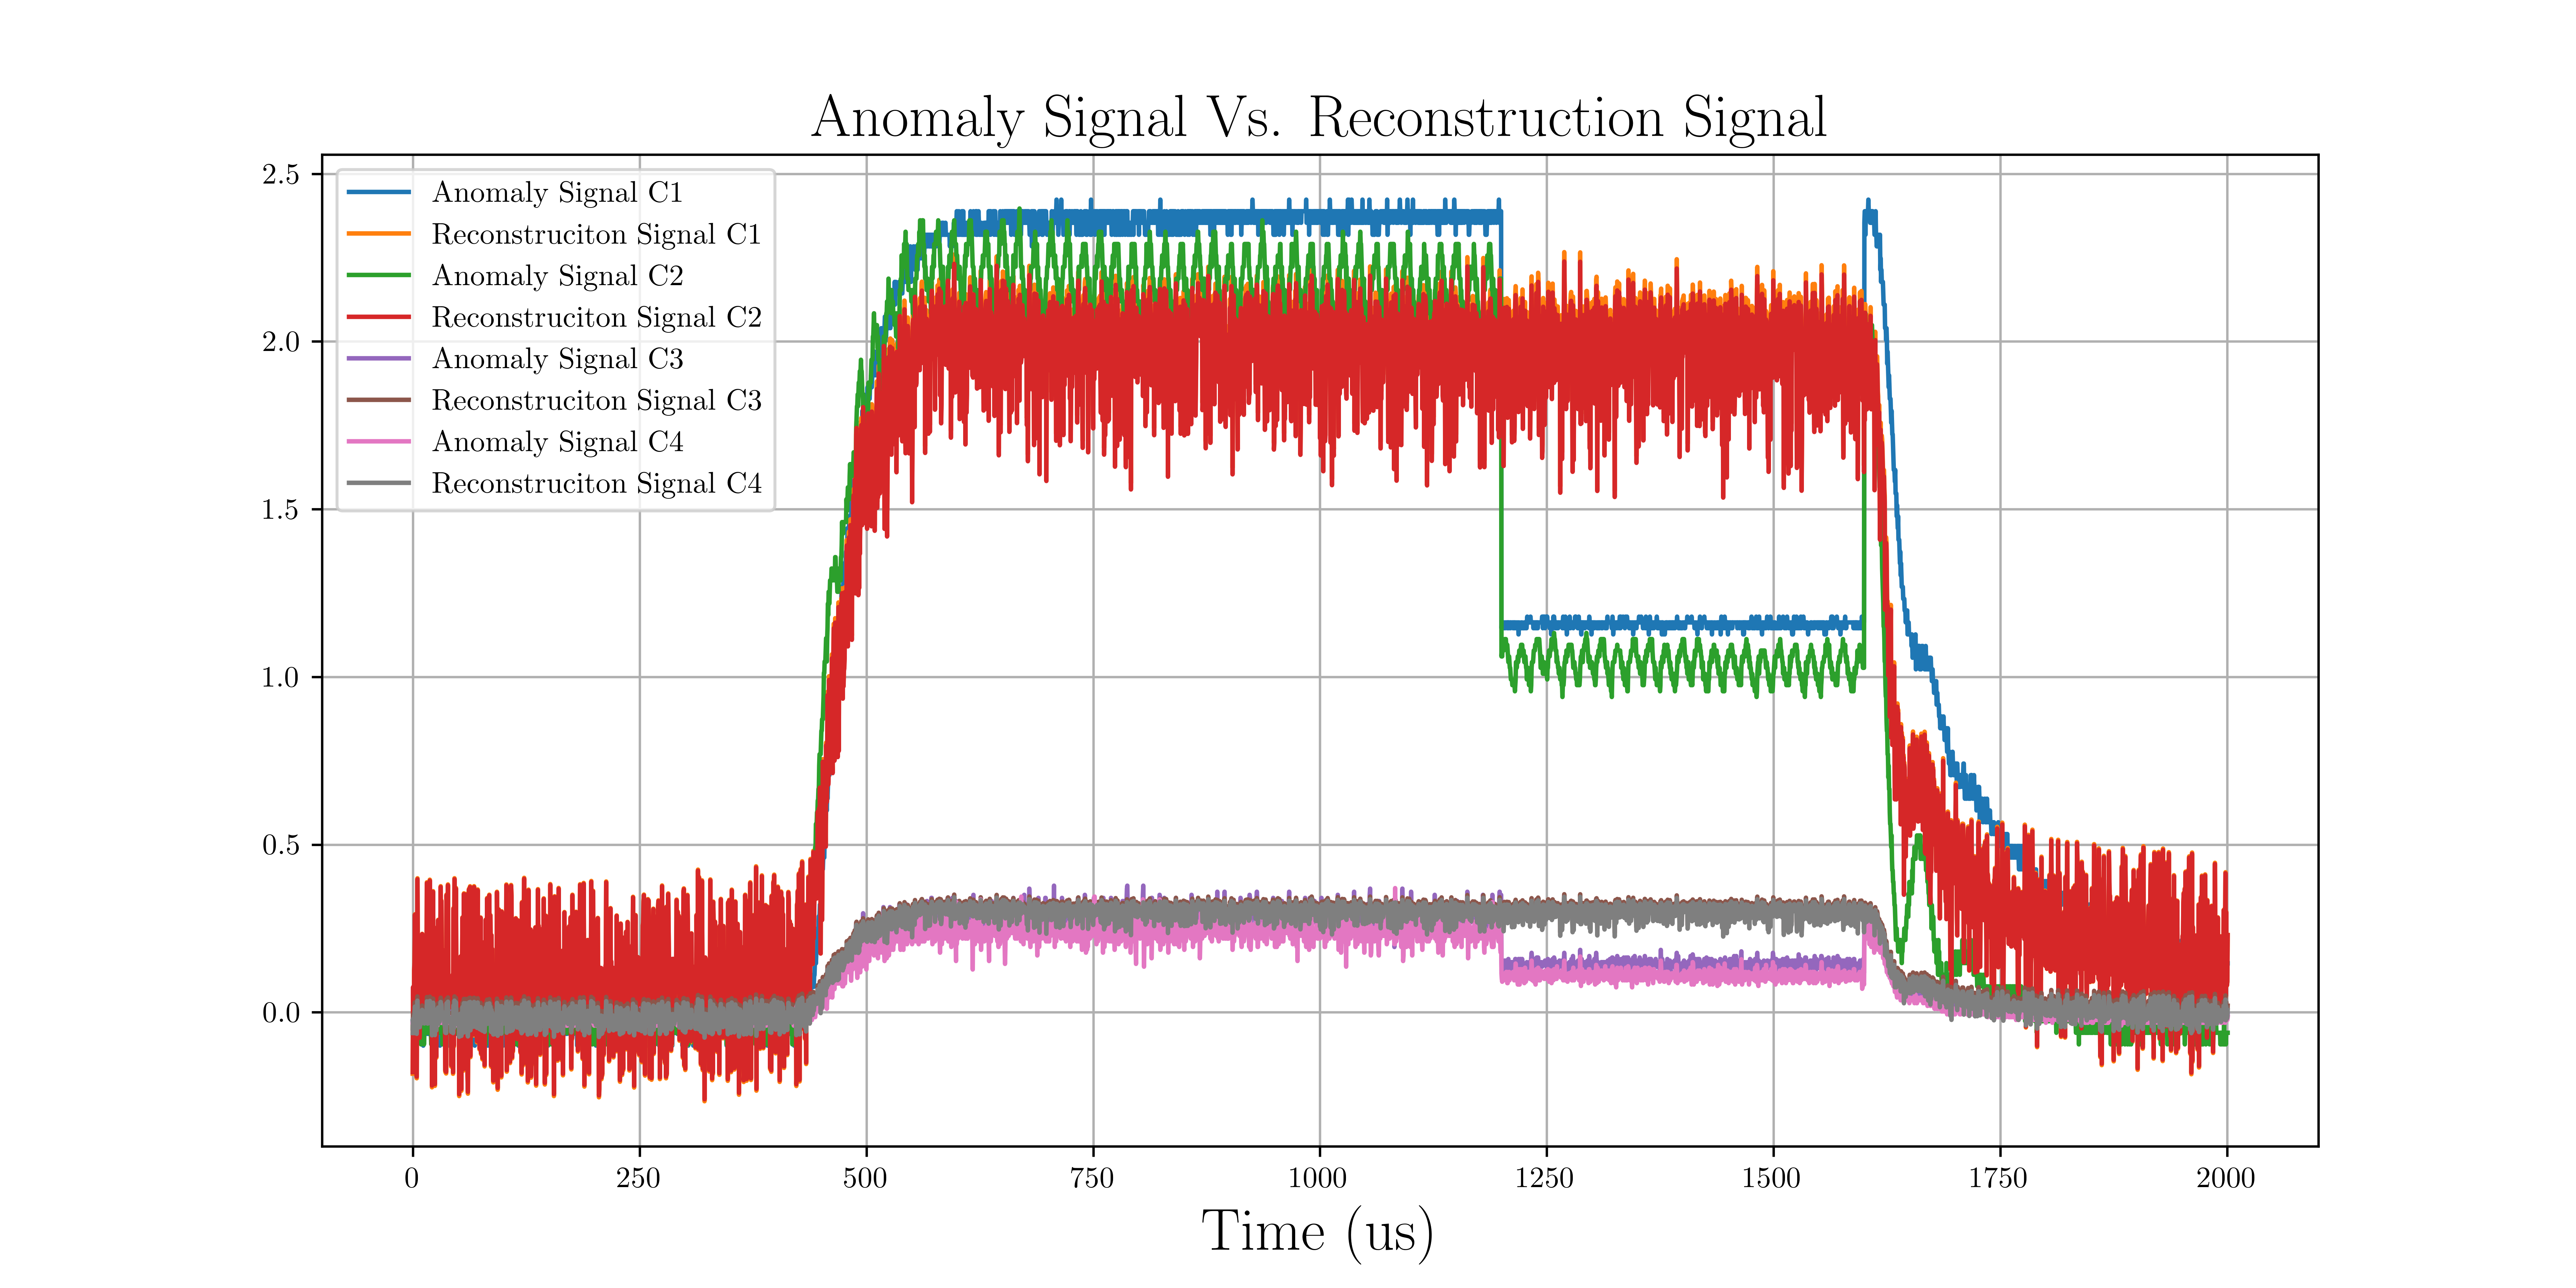 Anomaly Signal Vs. Reconstruction Signal
2.5
2.0
1.5
1.0
0.5
0.0
Anomaly Signal C1
Reconstruciton Signal C1
Anomaly Signal C2
Reconstruciton Signal C2
Anomaly Signal C3
Reconstruciton Signal C3
Anomaly Signal C4
Reconstruciton Signal C4
0 250 500 750 1000 1250 1500 1750 2000
Time (us)